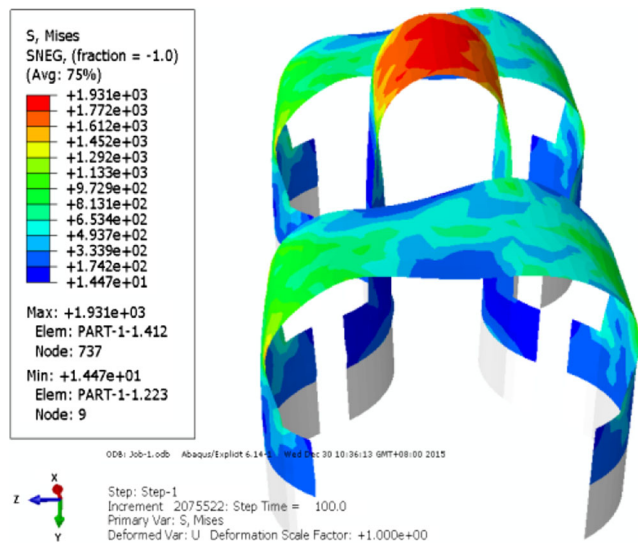 S, Mises
SNEG, (fraction = -1.0)
(Avg: 75%)
+1.931e+03
+1.772e+03
+1.612e+03
+1.452e+03
+1.292e+03
+1.133e+03
+9.729e+02
+8.131e+02
+6.534e+02
+4.937e+02
+3.339e+02
+1.742e+02
+1.447e+01
Max: +1.931e+03
Elem: PART-1-1.412
Node: 737
Min: +1.447e+01
Elem: PART-1-1.223
Node: 9
ODB: Job-1.odb Abaqus/Explicit 6.14-1 Wed Dec 30 10:36:13 GMT+08:00 2015
X
Z
Y
Step: Step-1
Increment 2075522: Step Time = 100.0
Primary Var: S, Mises
Deformed Var: U Deformation Scale Factor: +1.000e+00